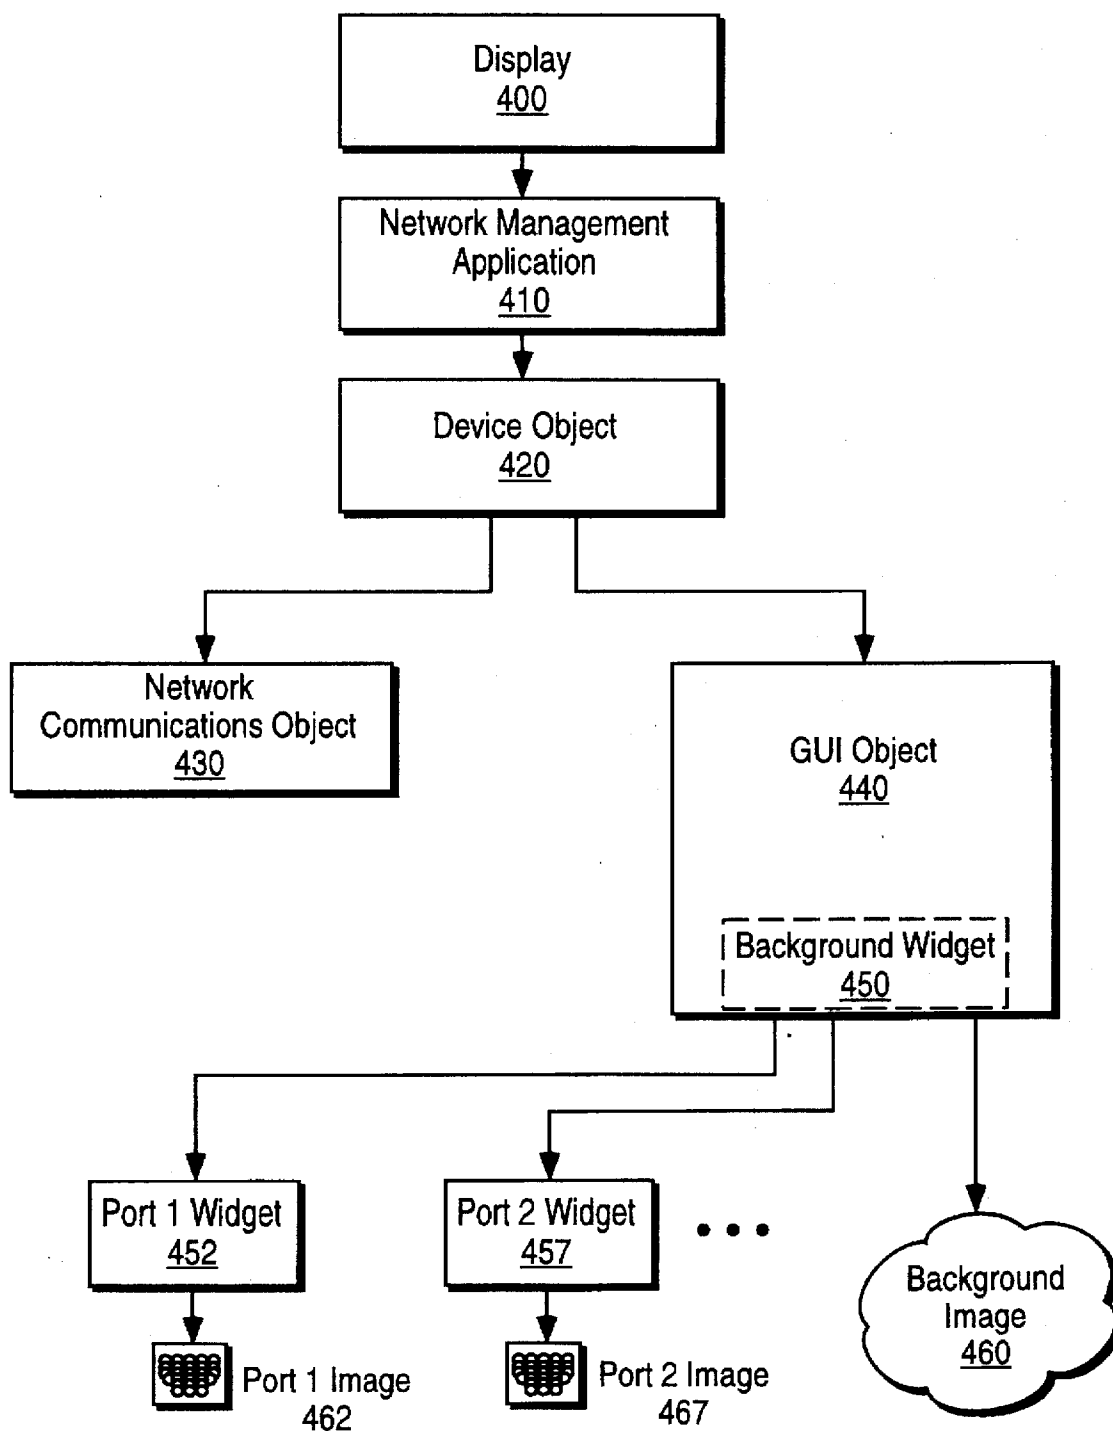 Display
400
Network Management
Application
410
Device Object
420
Network
Communications Object
430
GUI Object
440
Background Widget
450
Port 1 Widget
452
Port 2 Widget
457
Background
Image
460
Port 1 Image
462
Port 2 Image
467